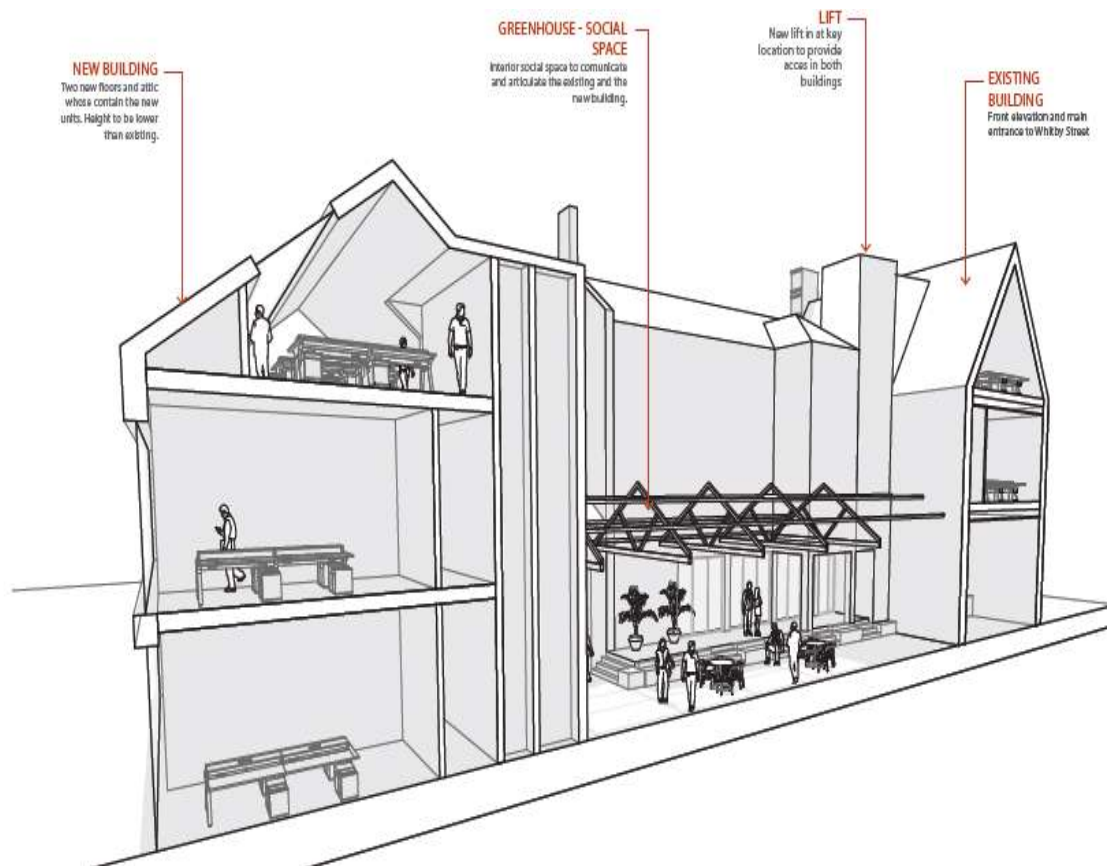 NEW BUILDING
Two new floors and attic
whose contain the new
units. Height to be lower
than existing.
GREENHOUSE - SOCIAL
SPACE
Interior social space to comunicate
and articulate the existing and the
new building.
LIFT
New lift in at key
location to provide
acces in both
buildings
EXISTING
BUILDING
Front elevation and main
entrance to Whitby Street